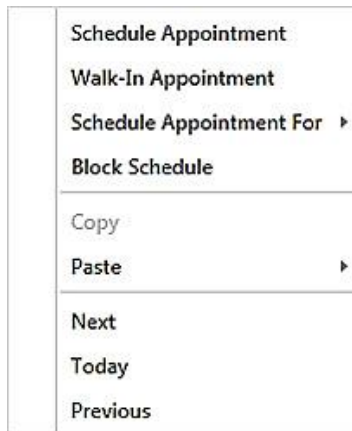 Schedule Appointment
Walk-In Appointment
Schedule Appointment For
Block Schedule
Copy
Paste
Next
Today
Previous